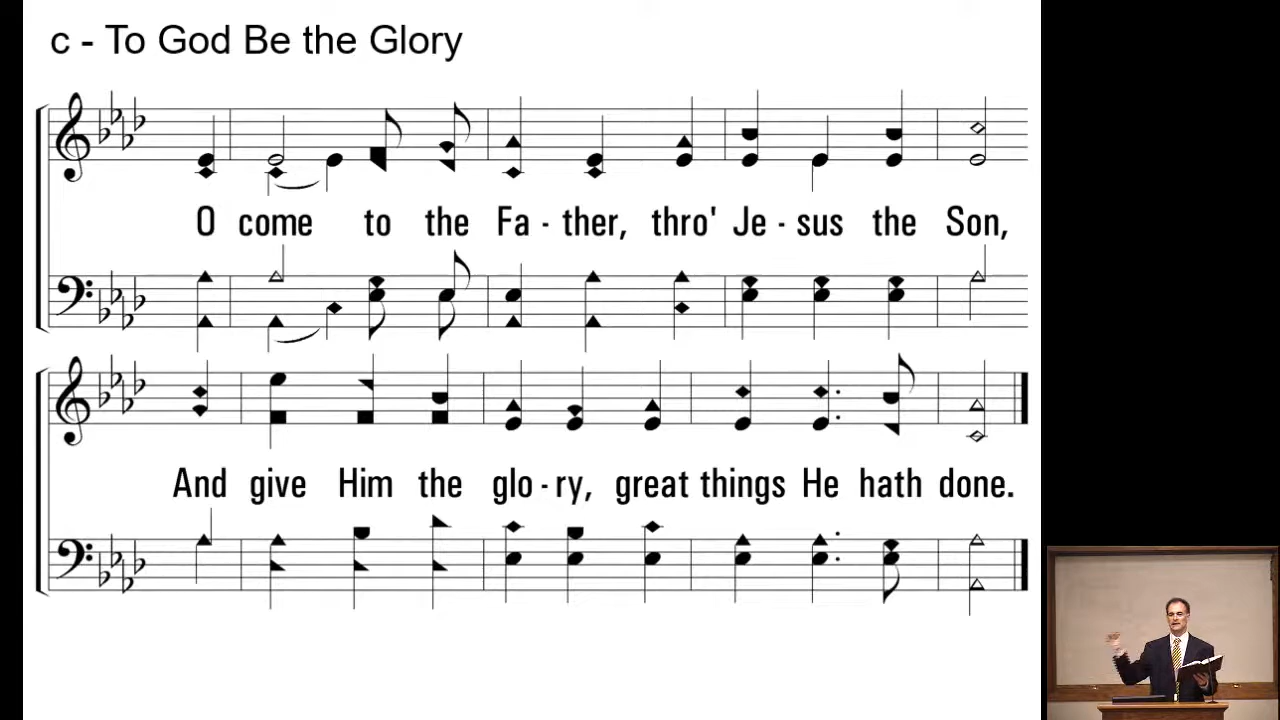 c - To God Be the Glory
O come to the Fa - ther, thro' Je - sus the Son,
And give Him the glo - ry, great things He hath done.